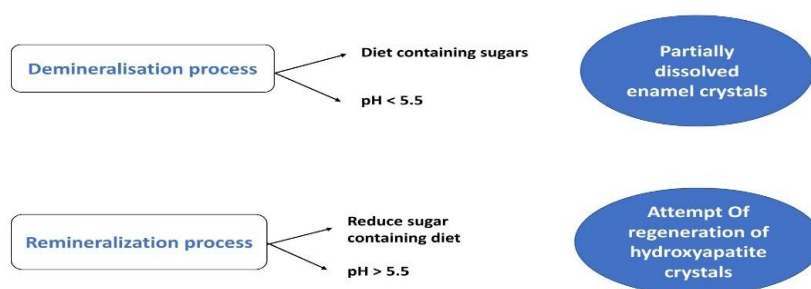 Demineralisation process
Diet containing sugars
pH < 5.5
Partially
dissolved
enamel crystals
Remineralization process
Reduce sugar
containing diet
pH > 5.5
Attempt Of
regeneration of
hydroxyapatite
crystals